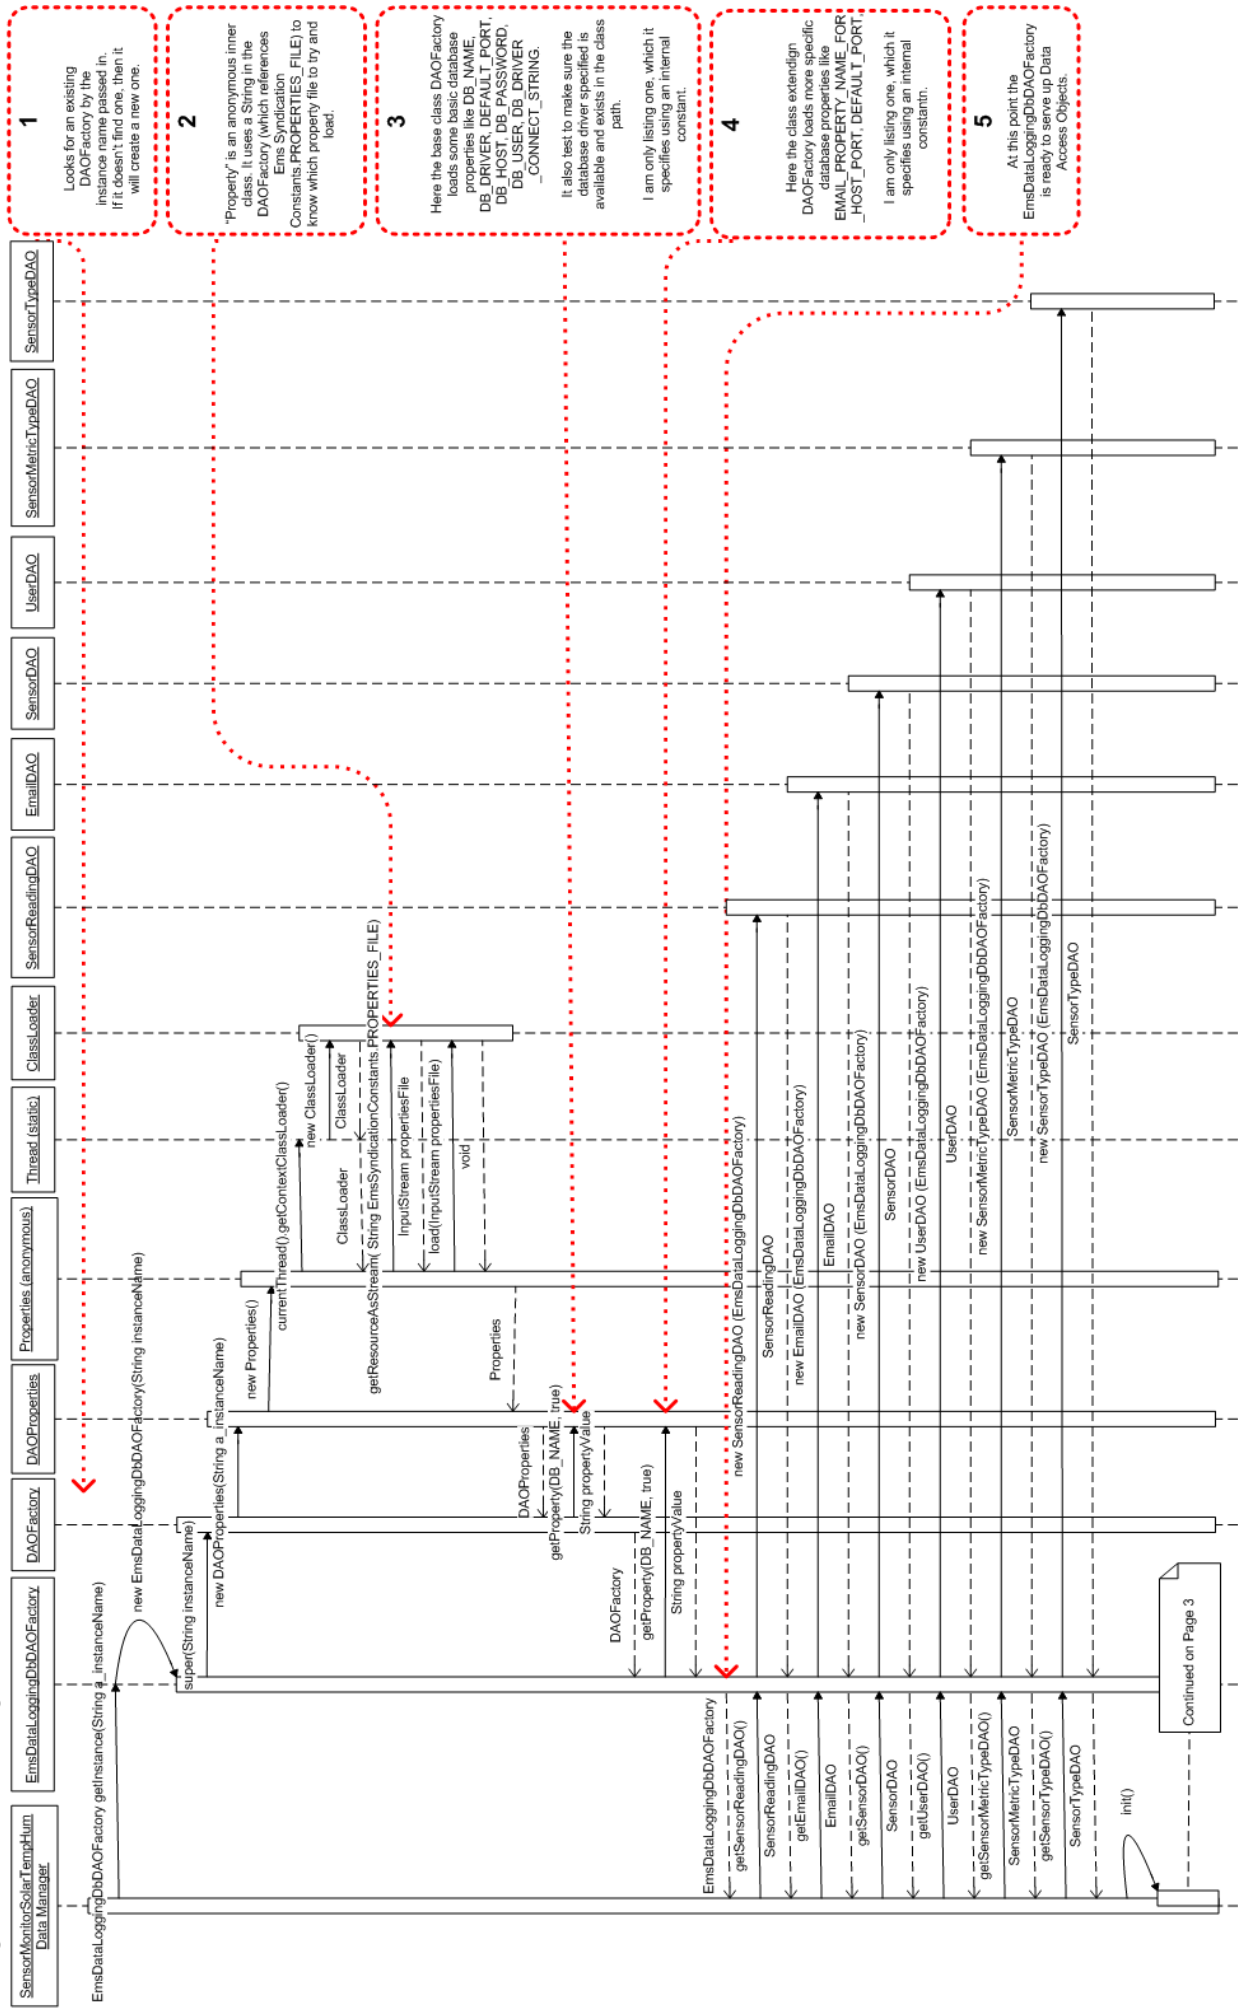 SensorMonitorSolarTempHum
Data Manager
EmsDataLoggingDbDAOFactory
DAOFactory
DAOProperties
Properties (anonymous)
Thread (static)
ClassLoader
SensorReadingDAO
EmailDAO
SensorDAO
UserDAO
SensorMetricTypeDAO
SensorTypeDAO
1
Looks for an existing
DAOFactory by the
instance name passed in.
If it doesn't find one, then it
will create a new one.
2
"Property" is an anonymous inner
class. It uses a String in the
DAOFactory (which references
Ems Syndication
Constants.PROPERTIES_FILE) to
know which property file to try and
load.
3
Here the base class DAOFactory
loads some basic database
properties like DB_NAME,
DB_DRIVER, DEFAULT_PORT,
DB_HOST, DB_PASSWORD,
DB_USER, DB_DRIVER
_CONNECT_STRING.
It also test to make sure the
database driver specified is
available and exists in the class
path.
I am only listing one, which it
specifies using an internal
constant.
4
Here the class extendign
DAOFactory loads more specific
database properties like
EMAIL_PROPERTY_NAME_FOR
_HOST_PORT, DEFAULT_PORT,
I am only listing one, which it
specifies using an internal
constantn.
5
At this point the
EmsDataLoggingDbDAOFactory
is ready to serve up Data
Access Objects.
EmsDataLoggingDbDAOFactory getInstance(String a_instanceName)
new EmsDataLoggingDbDAOFactory(String instanceName)
super(String instanceName)
new DAOProperties(String a_instanceName)
new Properties()
currentThread().getContextClassLoader()
new ClassLoader()
ClassLoader
ClassLoader
getResourceAsStream( String EmsSyndicationConstants.PROPERTIES_FILE)
InputStream propertiesFile
load(InputStream propertiesFile)
void
Properties
DAOProperties
getProperty(DB_NAME, true)
String propertyValue
DAOFactory
getProperty(DB_NAME, true)
String propertyValue
EmsDataLoggingDbDAOFactory
getSensorReadingDAO()
new SensorReadingDAO (EmsDataLoggingDbDAOFactory)
SensorReadingDAO
SensorReadingDAO
getEmailDAO()
new EmailDAO (EmsDataLoggingDbDAOFactory)
EmailDAO
EmailDAO
getSensorDAO()
new SensorDAO (EmsDataLoggingDbDAOFactory)
SensorDAO
SensorDAO
getUserDAO()
new UserDAO (EmsDataLoggingDbDAOFactory)
UserDAO
UserDAO
getSensorMetricTypeDAO()
new SensorMetricTypeDAO (EmsDataLoggingDbDAOFactory)
SensorMetricTypeDAO
SensorMetricTypeDAO
getSensorTypeDAO()
new SensorTypeDAO (EmsDataLoggingDbDAOFactory)
SensorTypeDAO
SensorTypeDAO
init()
Continued on Page 3